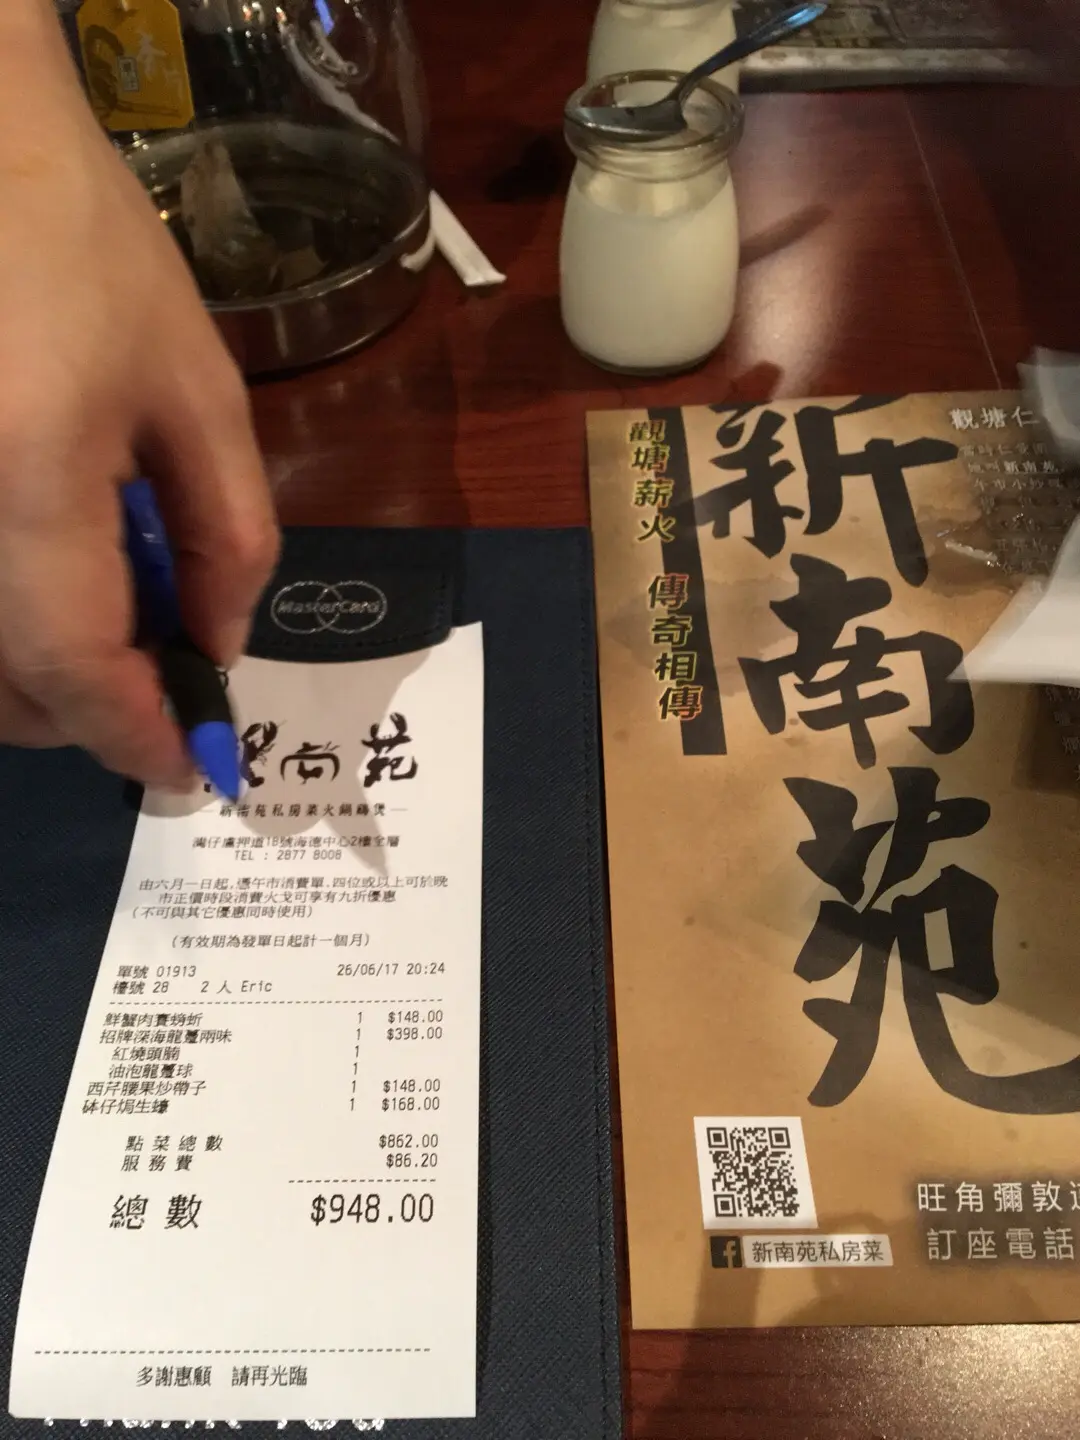 MasterCard
南苑
新南苑私房菜火鍋鷄煲
灣仔盧押道18號海德中心2樓全層
TEL : 2877 8008
由六月一日起,憑午市消費單,四位或以上可於晚
市正價時段消費火戈可享有九折優惠
(不可與其它優惠同時使用)
(有效期為發單日起計一個月)
單號 01913 26/06/17 20:24
檯號 28 2 人 Eric
鮮蟹肉賽螃蚚 1 $148.00
招牌深海龍躉兩味 1 $398.00
紅燒頭腩 1
油泡龍躉球 1
西芹腰果炒帶子 1 $148.00
砵仔焗生蠔 1 $168.00
點菜總數 $862.00
服務費 $86.20
總數 $948.00
多謝惠顧 請再光臨
觀塘薪火 傳奇相傳
新南苑
觀塘仁
新南苑私房菜
旺角彌敦
訂座電話